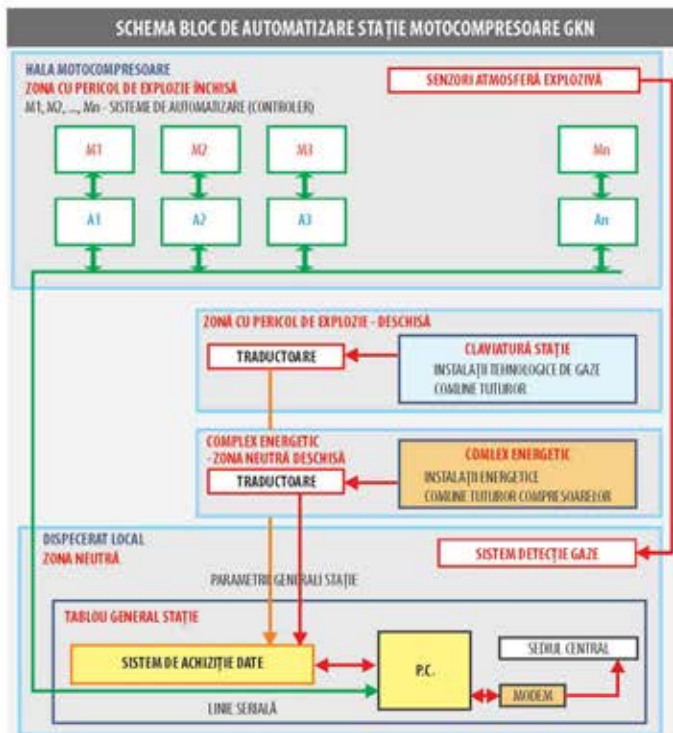 SCHEMA BLOC DE AUTOMATIZARE STAȚIE MOTOCOMPRESOARE GKN
HALA MOTOCOMPRESOARE
ZONA CU PERICOL DE EXPLOZIE ÎNCHISA
M1, M2, ..., Mn - SISTEME DE AUTOMATIZARE (CONTROLER)
SENZORI ATMOSFERĂ EXPLOZIVĂ
M1 M2 M3 Mn
A1 A2 A3 An
ZONĂ CU PERICOL DE EXPLOZIE - DESCHISĂ
TRADUCTOARE
CLAVIATURĂ STAȚIE
INSTALAȚII TEHNOLOGICE DE GAZE
COMUNE TUTUROR
COMPLEX ENERGETIC
- ZONA NEUTRĂ DESCHISĂ
TRADUCTOARE
COMLEX ENERGETIC
INSTALAȚII ENERGETICE
COMUNE TUTUROR COMPRESOARELOR
DISPECERAT LOCAL
ZONA NEUTRĂ
SISTEM DETECȚIE GAZE
PARAMETRII GENERALI STAȚIE
TABLOU GENERAL STAȚIE
SISTEM DE ACHIZIȚIE DATE
P.C.
SEDIUL CENTRAL
MODEM
LINIE SERIALĂ